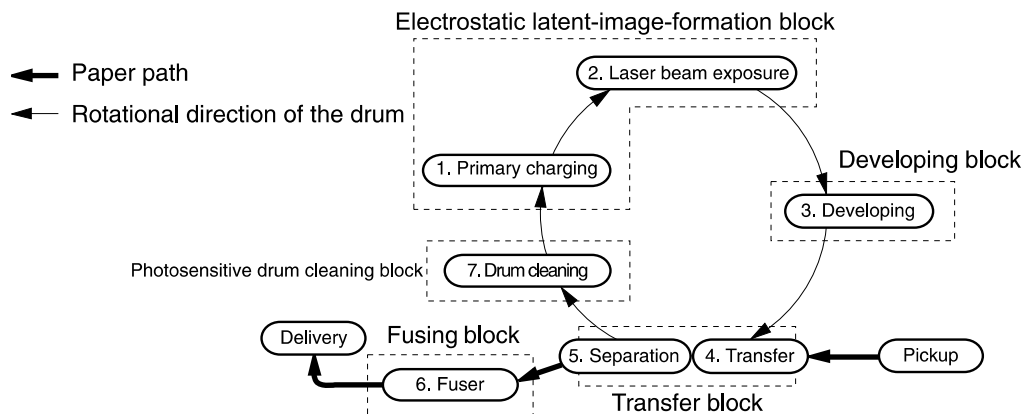 Electrostatic latent-image-formation block
Paper path
2. Laser beam exposure
Rotational direction of the drum
1. Primary charging
Developing block
3. Developing
Photosensitive drum cleaning block
7. Drum cleaning
Delivery
Fusing block
5. Separation
4. Transfer
Pickup
6. Fuser
Transfer block